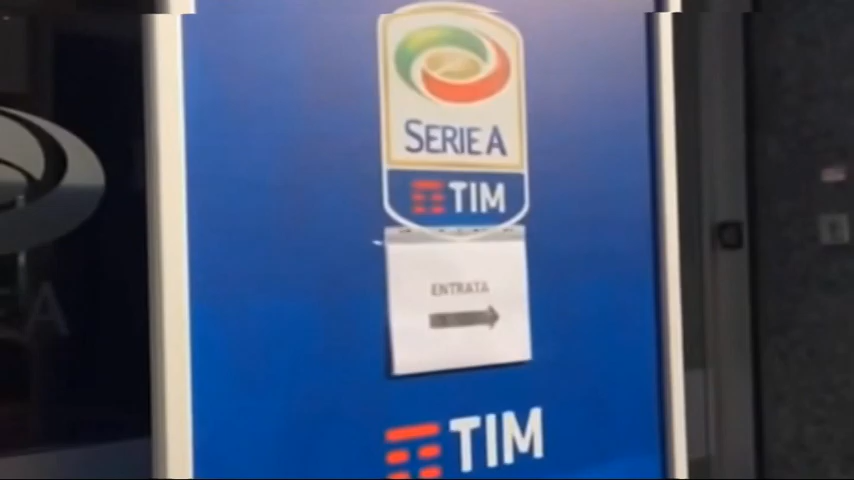 SERIE A
TIM
ENTRATA
TIM
A